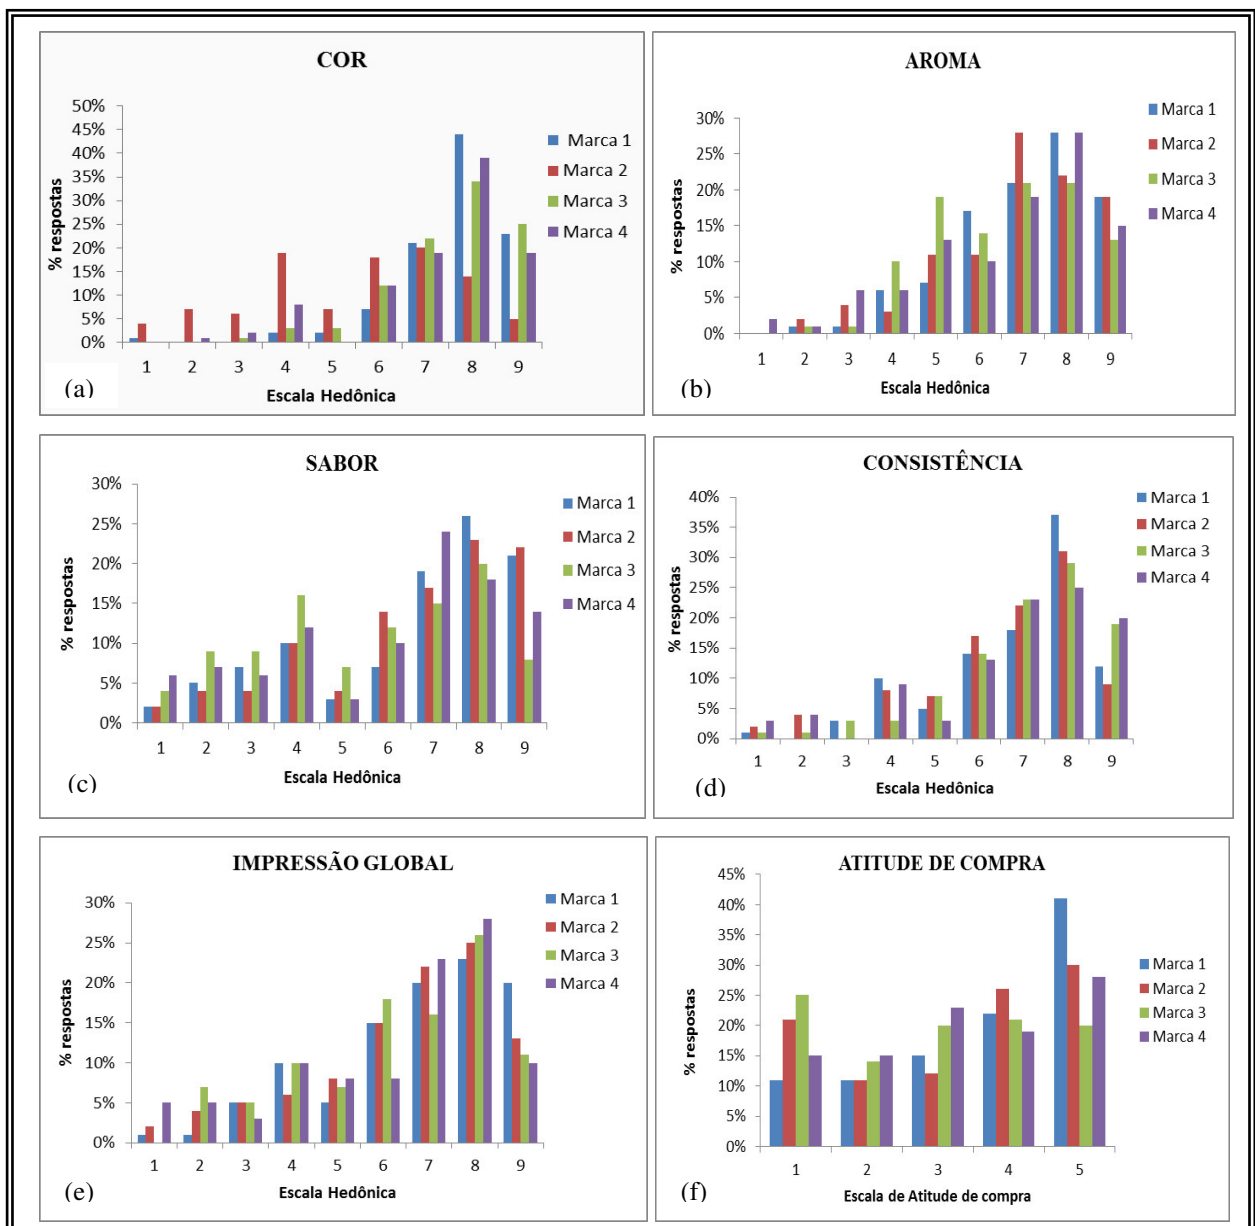 COR
% respostas
50%
45%
40%
35%
30%
25%
20%
15%
10%
5%
0%
1 2 3 4 5 6 7 8 9
Escala Hedônica
Marca 1
Marca 2
Marca 3
Marca 4
(a)
AROMA
% respostas
30%
25%
20%
15%
10%
5%
0%
1 2 3 4 5 6 7 8 9
Escala Hedônica
Marca 1
Marca 2
Marca 3
Marca 4
(b)
SABOR
% respostas
30%
25%
20%
15%
10%
5%
0%
1 2 3 4 5 6 7 8 9
Escala Hedônica
Marca 1
Marca 2
Marca 3
Marca 4
(c)
CONSISTÊNCIA
% respostas
40%
35%
30%
25%
20%
15%
10%
5%
0%
1 2 3 4 5 6 7 8 9
Escala Hedônica
Marca 1
Marca 2
Marca 3
Marca 4
(d)
IMPRESSÃO GLOBAL
% respostas
30%
25%
20%
15%
10%
5%
0%
1 2 3 4 5 6 7 8 9
Escala Hedônica
Marca 1
Marca 2
Marca 3
Marca 4
(e)
ATITUDE DE COMPRA
% respostas
45%
40%
35%
30%
25%
20%
15%
10%
5%
0%
1 2 3 4 5
Escala de Atitude de compra
Marca 1
Marca 2
Marca 3
Marca 4
(f)